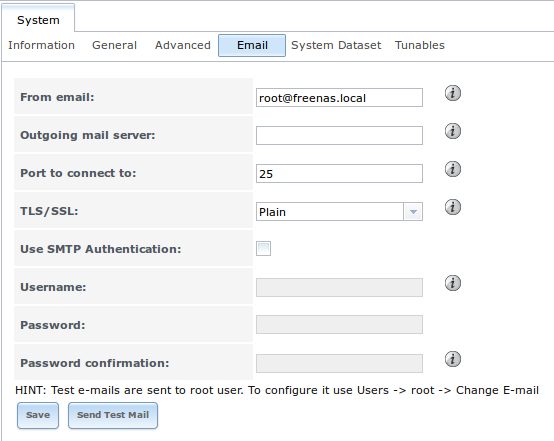 System
Information General Advanced Email System Dataset Tunables
From email: root@freenas.local
Outgoing mail server:
Port to connect to: 25
TLS/SSL: Plain
Use SMTP Authentication:
Username:
Password:
Password confirmation:
HINT: Test e-mails are sent to root user. To configure it use Users -> root -> Change E-mail
Save Send Test Mail